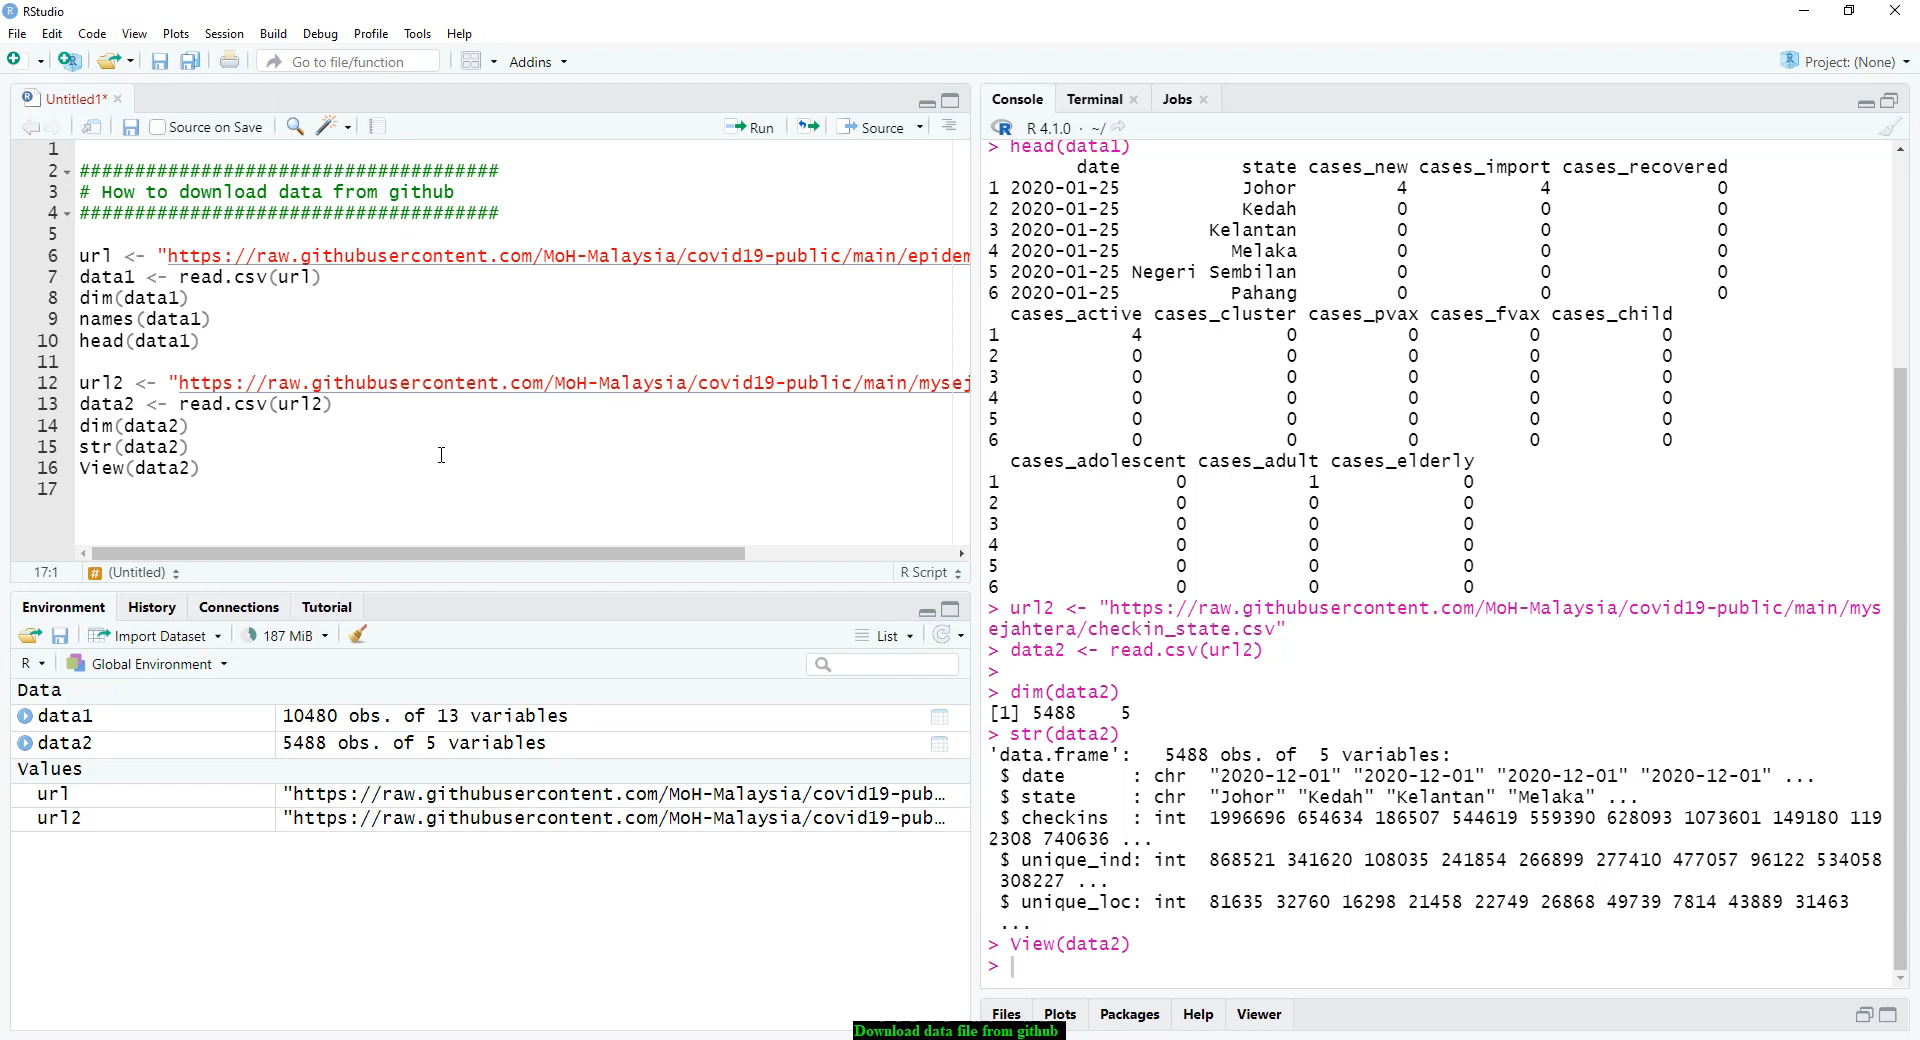 RStudio
File Edit Code View Plots Session Build Debug Profile Tools Help
Go to file/function Addins Project: (None)
Untitled1*
Source on Save Run Source
1
2 ######################################
3 # How to download data from github
4 ######################################
5
6 url <- "https://raw.githubusercontent.com/MoH-Malaysia/covid19-public/main/epidem
7 data1 <- read.csv(url)
8 dim(data1)
9 names(data1)
10 head(data1)
11
12 url2 <- "https://raw.githubusercontent.com/MoH-Malaysia/covid19-public/main/mysej
13 data2 <- read.csv(url2)
14 dim(data2)
15 str(data2)
16 View(data2)
17
17:1 (Untitled) R Script
Environment History Connections Tutorial
Import Dataset 187 MiB List
R Global Environment
Data
data1 10480 obs. of 13 variables
data2 5488 obs. of 5 variables
Values
url "https://raw.githubusercontent.com/MoH-Malaysia/covid19-pub…
url2 "https://raw.githubusercontent.com/MoH-Malaysia/covid19-pub…
Console Terminal Jobs
R 4.1.0 · ~/
> head(data1)
date state cases_new cases_import cases_recovered
1 2020-01-25 Johor 4 4 0
2 2020-01-25 Kedah 0 0 0
3 2020-01-25 Kelantan 0 0 0
4 2020-01-25 Melaka 0 0 0
5 2020-01-25 Negeri Sembilan 0 0 0
6 2020-01-25 Pahang 0 0 0
cases_active cases_cluster cases_pvax cases_fvax cases_child
1 4 0 0 0 0
2 0 0 0 0 0
3 0 0 0 0 0
4 0 0 0 0 0
5 0 0 0 0 0
6 0 0 0 0 0
cases_adolescent cases_adult cases_elderly
1 0 1 0
2 0 0 0
3 0 0 0
4 0 0 0
5 0 0 0
6 0 0 0
> url2 <- "https://raw.githubusercontent.com/MoH-Malaysia/covid19-public/main/mys
ejahtera/checkin_state.csv"
> data2 <- read.csv(url2)
>
> dim(data2)
[1] 5488 5
> str(data2)
'data.frame': 5488 obs. of 5 variables:
$ date : chr "2020-12-01" "2020-12-01" "2020-12-01" "2020-12-01" ...
$ state : chr "Johor" "Kedah" "Kelantan" "Melaka" ...
$ checkins : int 1996696 654634 186507 544619 559390 628093 1073601 149180 119
2308 740636 ...
$ unique_ind: int 868521 341620 108035 241854 266899 277410 477057 96122 534058
308227 ...
$ unique_loc: int 81635 32760 16298 21458 22749 26868 49739 7814 43889 31463
...
> View(data2)
>
Files Plots Packages Help Viewer
Download data file from github